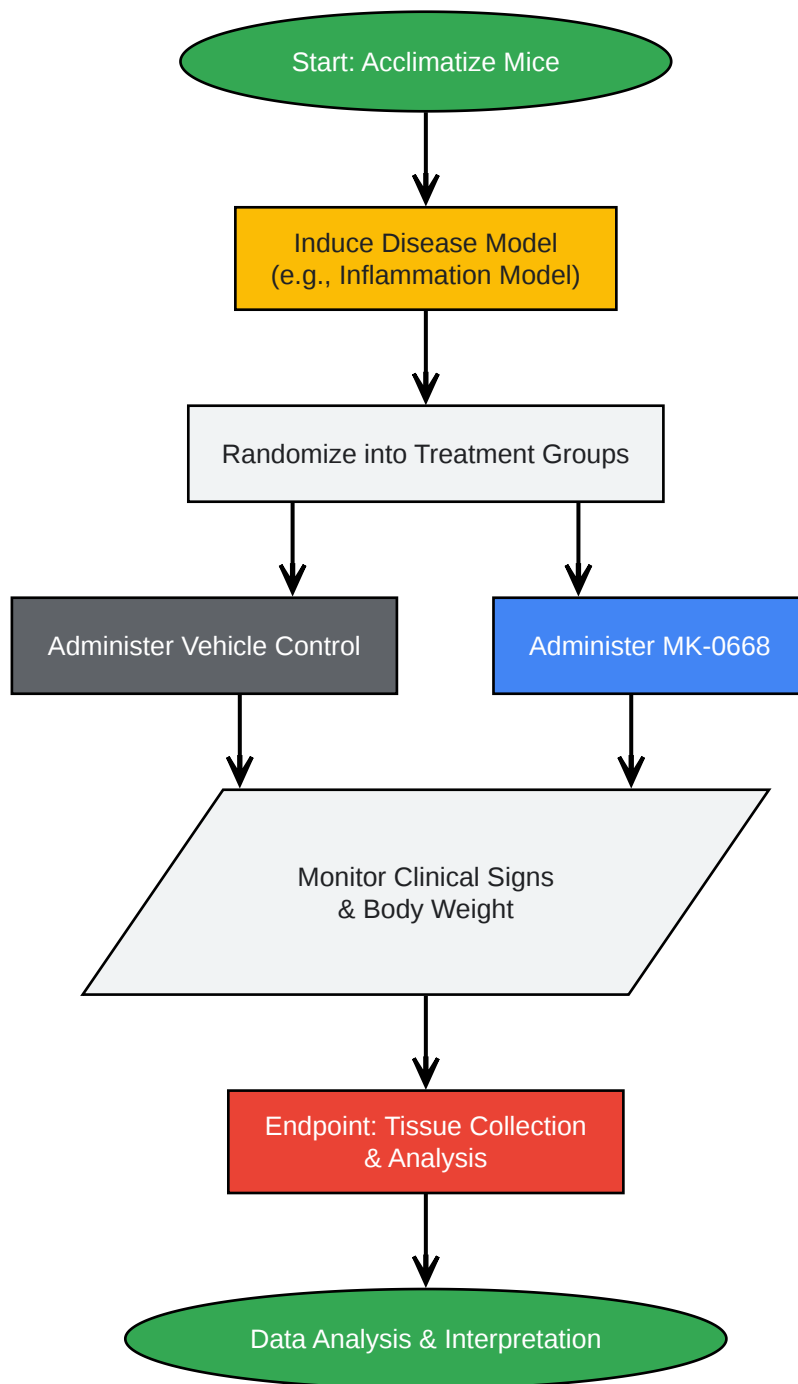 Start: Acclimatize Mice
Induce Disease Model
(e.g., Inflammation Model)
Randomize into Treatment Groups
Administer Vehicle Control
Administer MK-0668
Monitor Clinical Signs
& Body Weight
Endpoint: Tissue Collection
& Analysis
Data Analysis & Interpretation